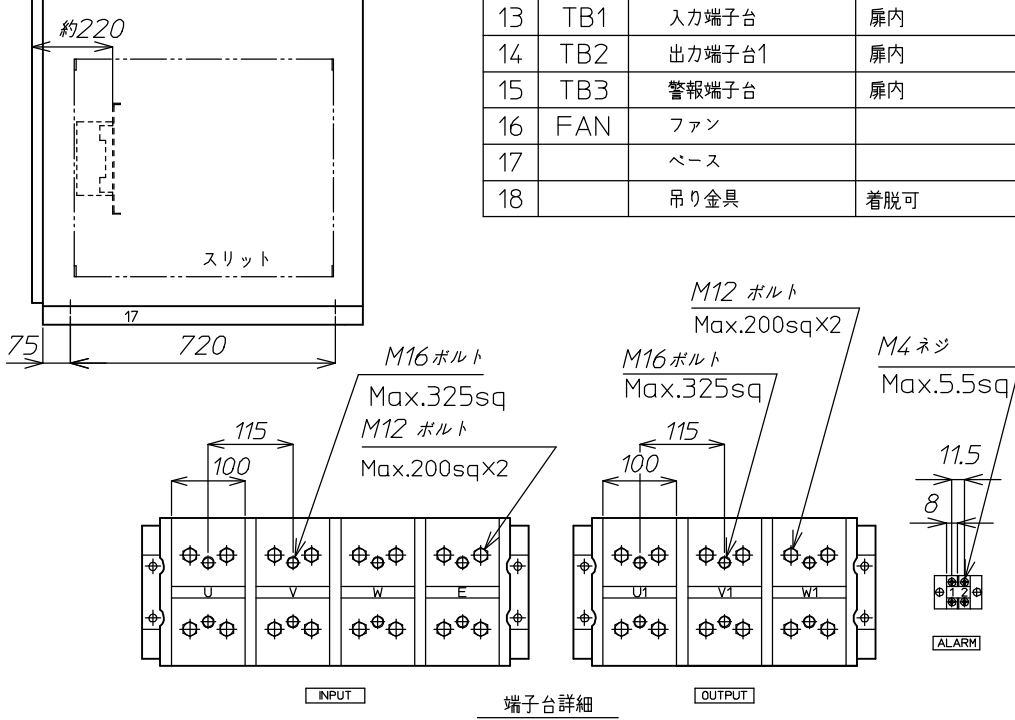 約220
スリット
17
75
720
13 TB1 入力端子台 扉内
14 TB2 出力端子台1 扉内
15 TB3 警報端子台 扉内
16 FAN ファン
17 ベース
18 吊り金具 着脱可
M16ボルト
Max.325sq
M12 ボルト
Max.200sq×2
115
100
U V W E
INPUT
M12 ボルト
Max.200sq×2
M16ボルト
Max.325sq
115
100
U1 V1 W1
OUTPUT
M4ネジ
Max.5.5sq
11.5
8
1 2
ALARM
端子台詳細